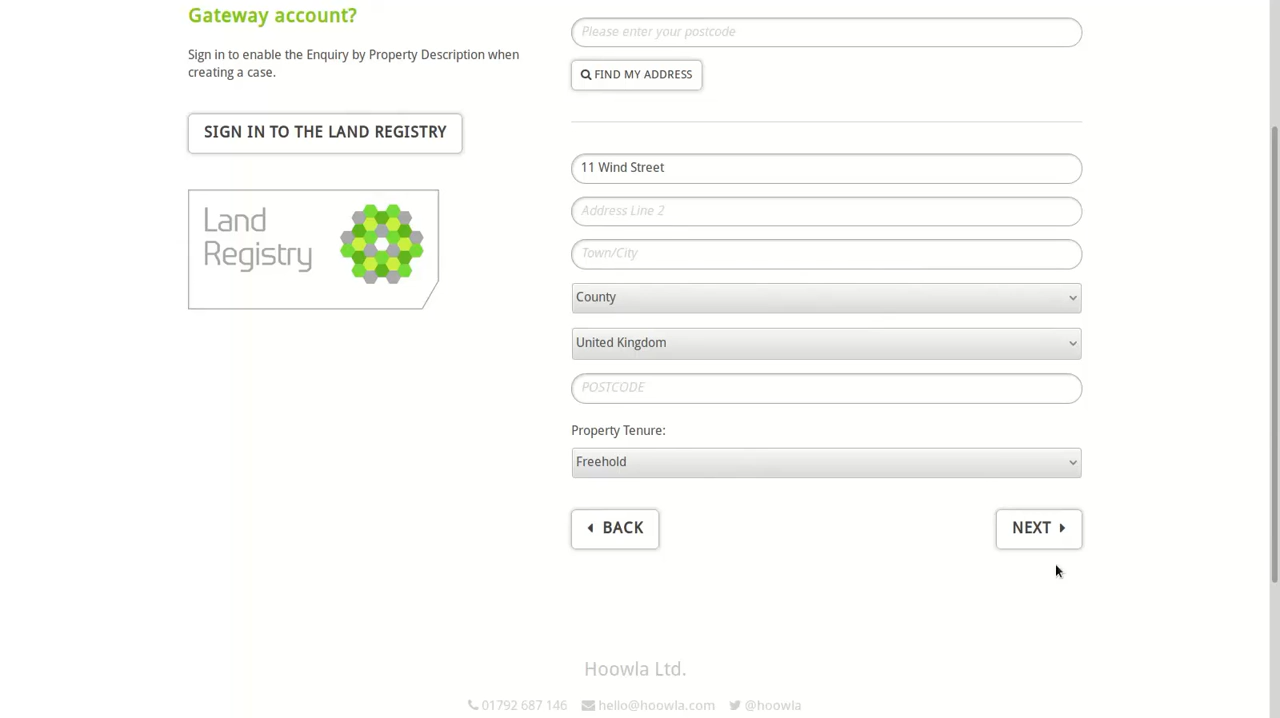 Gateway account?
Sign in to enable the Enquiry by Property Description when
creating a case.
SIGN IN TO THE LAND REGISTRY
Land
Registry
Please enter your postcode
FIND MY ADDRESS
11 Wind Street
Address Line 2
Town/City
County
United Kingdom
POSTCODE
Property Tenure:
Freehold
BACK
NEXT
Hoowla Ltd.
01792 687 146 hello@hoowla.com @hoowla